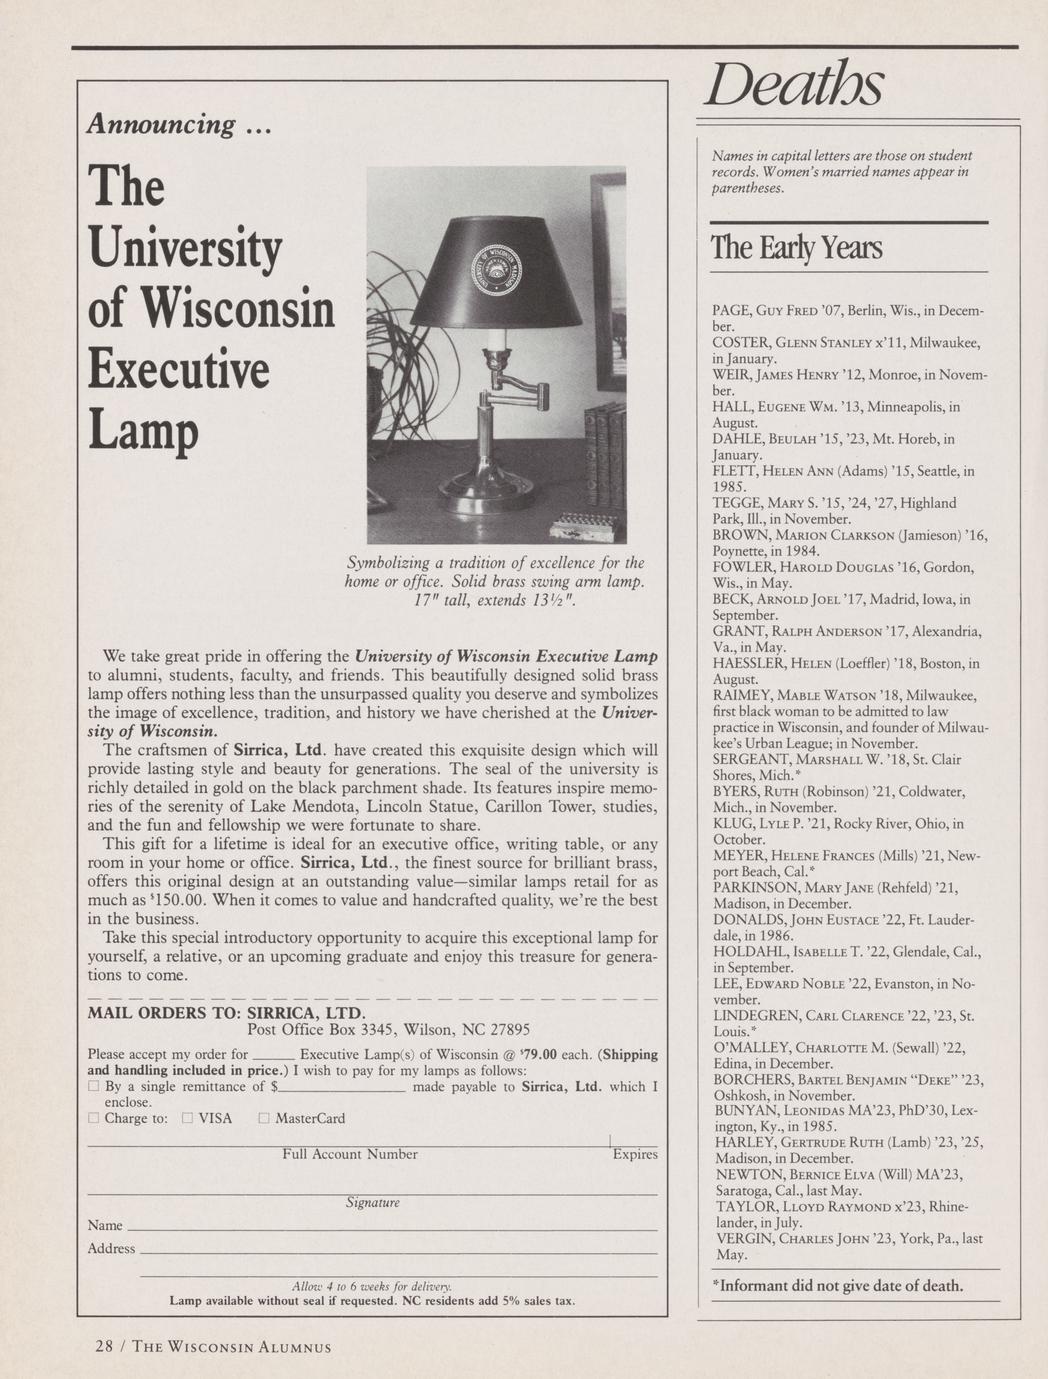 Announcing ...
The
University
of Wisconsin
Executive
Lamp
UNIVERSITY OF WISCONSIN MADISON
Symbolizing a tradition of excellence for the
home or office. Solid brass swing arm lamp.
17" tall, extends 13½".
We take great pride in offering the University of Wisconsin Executive Lamp
to alumni, students, faculty, and friends. This beautifully designed solid brass
lamp offers nothing less than the unsurpassed quality you deserve and symbolizes
the image of excellence, tradition, and history we have cherished at the Univer-
sity of Wisconsin.
The craftsmen of Sirrica, Ltd. have created this exquisite design which will
provide lasting style and beauty for generations. The seal of the university is
richly detailed in gold on the black parchment shade. Its features inspire memo-
ries of the serenity of Lake Mendota, Lincoln Statue, Carillon Tower, studies,
and the fun and fellowship we were fortunate to share.
This gift for a lifetime is ideal for an executive office, writing table, or any
room in your home or office. Sirrica, Ltd., the finest source for brilliant brass,
offers this original design at an outstanding value—similar lamps retail for as
much as $150.00. When it comes to value and handcrafted quality, we're the best
in the business.
Take this special introductory opportunity to acquire this exceptional lamp for
yourself, a relative, or an upcoming graduate and enjoy this treasure for genera-
tions to come.
MAIL ORDERS TO: SIRRICA, LTD.
Post Office Box 3345, Wilson, NC 27895
Please accept my order for _____ Executive Lamp(s) of Wisconsin @ $79.00 each. (Shipping
and handling included in price.) I wish to pay for my lamps as follows:
☐ By a single remittance of $_______________ made payable to Sirrica, Ltd. which I
enclose.
☐ Charge to: ☐ VISA ☐ MasterCard
Full Account Number Expires
Signature
Name
Address
Allow 4 to 6 weeks for delivery.
Lamp available without seal if requested. NC residents add 5% sales tax.
28 / THE WISCONSIN ALUMNUS
Deaths
Names in capital letters are those on student
records. Women's married names appear in
parentheses.
The Early Years
PAGE, GUY FRED '07, Berlin, Wis., in Decem-
ber.
COSTER, GLENN STANLEY x'11, Milwaukee,
in January.
WEIR, JAMES HENRY '12, Monroe, in Novem-
ber.
HALL, EUGENE WM. '13, Minneapolis, in
August.
DAHLE, BEULAH '15, '23, Mt. Horeb, in
January.
FLETT, HELEN ANN (Adams) '15, Seattle, in
1985.
TEGGE, MARY S. '15, '24, '27, Highland
Park, Ill., in November.
BROWN, MARION CLARKSON (Jamieson) '16,
Poynette, in 1984.
FOWLER, HAROLD DOUGLAS '16, Gordon,
Wis., in May.
BECK, ARNOLD JOEL '17, Madrid, Iowa, in
September.
GRANT, RALPH ANDERSON '17, Alexandria,
Va., in May.
HAESSLER, HELEN (Loeffler) '18, Boston, in
August.
RAIMEY, MABLE WATSON '18, Milwaukee,
first black woman to be admitted to law
practice in Wisconsin, and founder of Milwau-
kee's Urban League; in November.
SERGEANT, MARSHALL W. '18, St. Clair
Shores, Mich.*
BYERS, RUTH (Robinson) '21, Coldwater,
Mich., in November.
KLUG, LYLE P. '21, Rocky River, Ohio, in
October.
MEYER, HELENE FRANCES (Mills) '21, New-
port Beach, Cal.*
PARKINSON, MARY JANE (Rehfeld) '21,
Madison, in December.
DONALDS, JOHN EUSTACE '22, Ft. Lauder-
dale, in 1986.
HOLDAHL, ISABELLE T. '22, Glendale, Cal.,
in September.
LEE, EDWARD NOBLE '22, Evanston, in No-
vember.
LINDEGREN, CARL CLARENCE '22, '23, St.
Louis.*
O'MALLEY, CHARLOTTE M. (Sewall) '22,
Edina, in December.
BORCHERS, BARTEL BENJAMIN "DEKE" '23,
Oshkosh, in November.
BUNYAN, LEONIDAS MA'23, PhD'30, Lex-
ington, Ky., in 1985.
HARLEY, GERTRUDE RUTH (Lamb) '23, '25,
Madison, in December.
NEWTON, BERNICE ELVA (Will) MA'23,
Saratoga, Cal., last May.
TAYLOR, LLOYD RAYMOND x'23, Rhine-
lander, in July.
VERGIN, CHARLES JOHN '23, York, Pa., last
May.
*Informant did not give date of death.